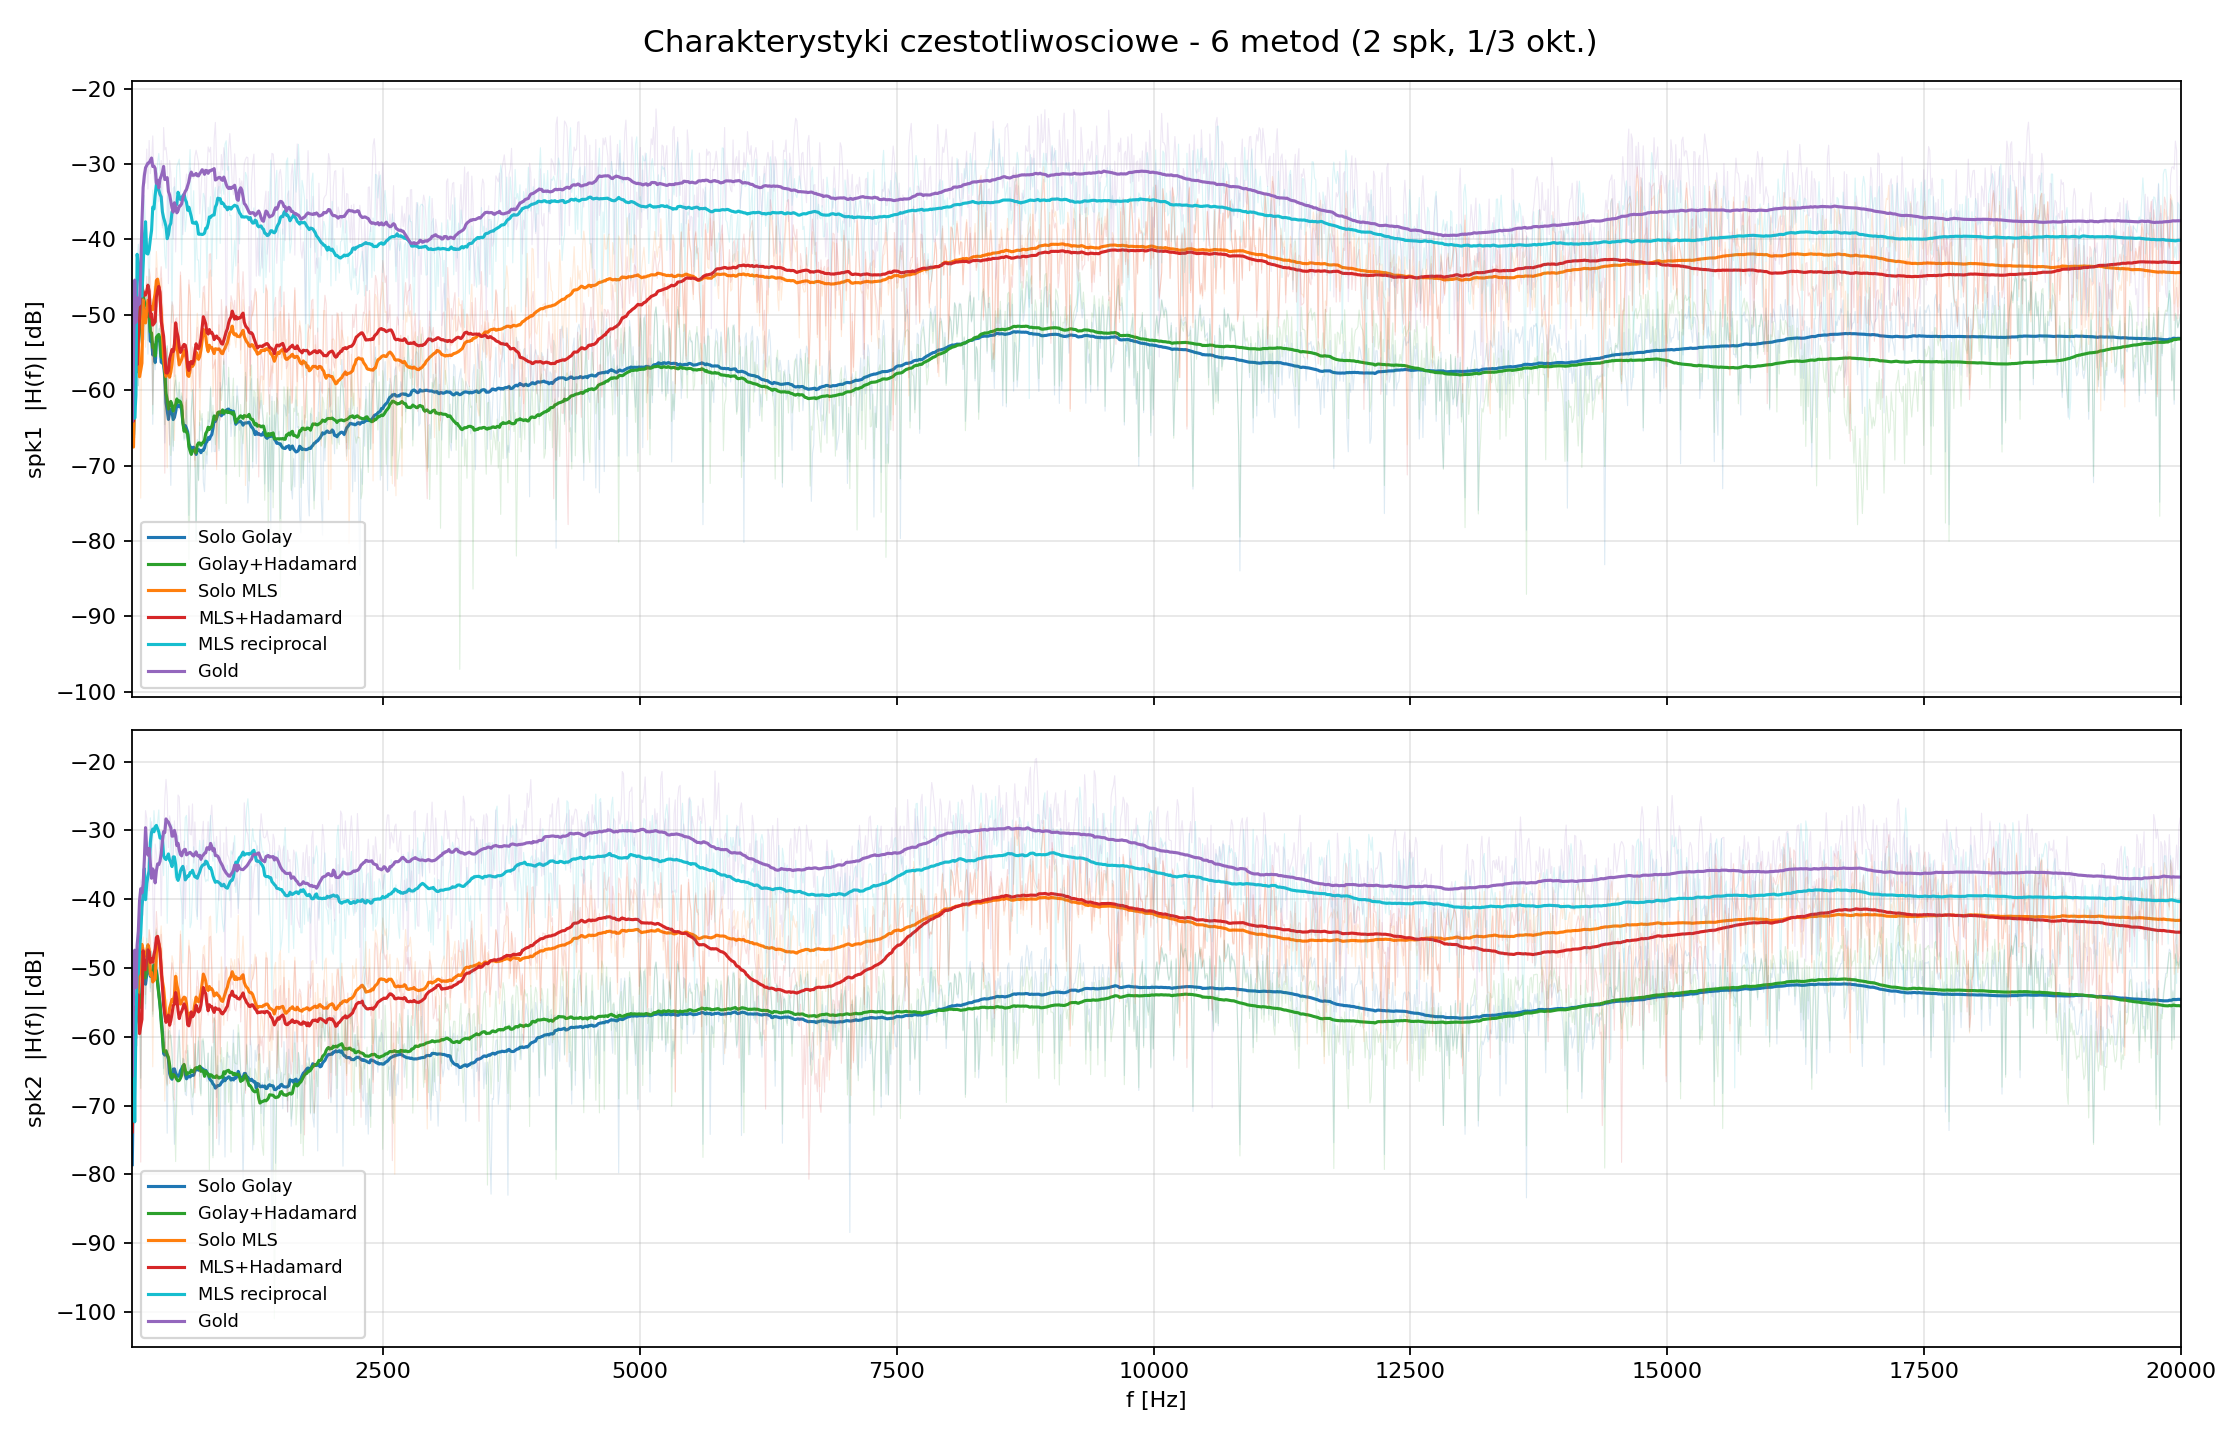 Charakterystyki czestotliwosciowe - 6 metod (2 spk, 1/3 okt.)
spk1 |H(f)| [dB]
−20
−30
−40
−50
−60
−70
−80
−90
−100
Solo Golay
Golay+Hadamard
Solo MLS
MLS+Hadamard
MLS reciprocal
Gold
spk2 |H(f)| [dB]
−20
−30
−40
−50
−60
−70
−80
−90
−100
Solo Golay
Golay+Hadamard
Solo MLS
MLS+Hadamard
MLS reciprocal
Gold
2500 5000 7500 10000 12500 15000 17500 20000
f [Hz]